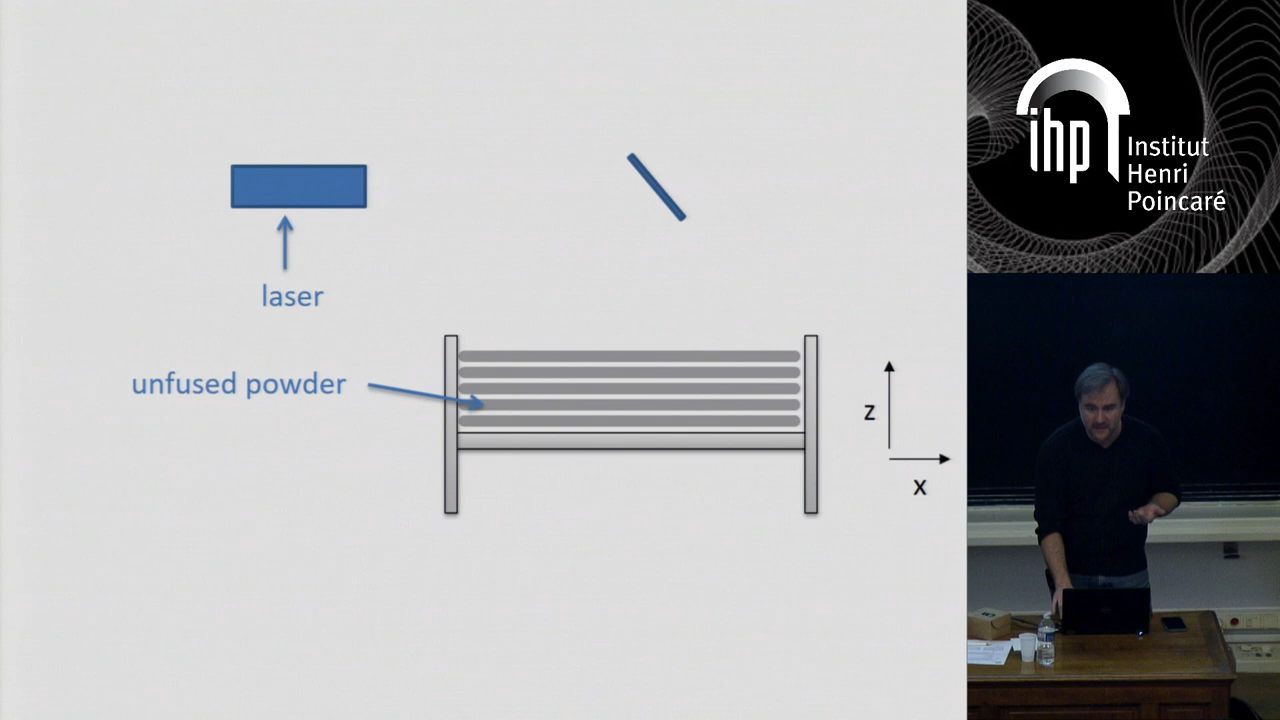 laser
unfused powder
z
x
ihp
Institut
Henri
Poincaré